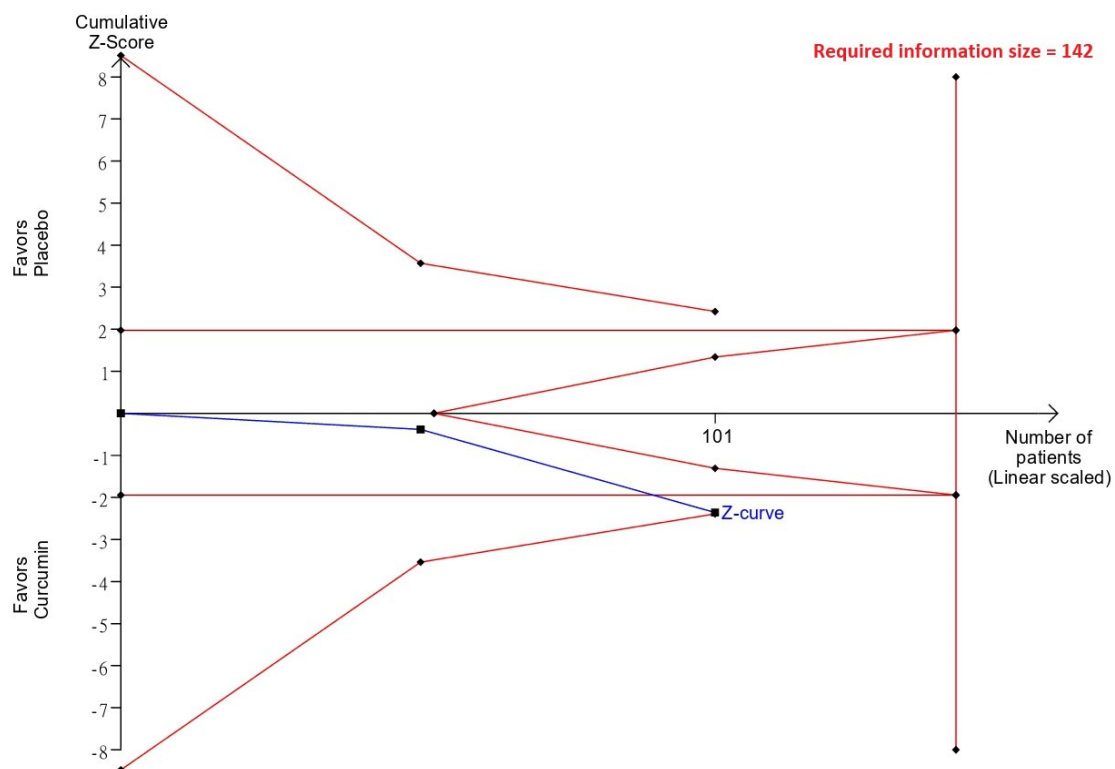 Cumulative
Z-Score
Required information size = 142
8
7
6
5
4
3
2
1
-1
-2
-3
-4
-5
-6
-7
-8
Favors
Placebo
Favors
Curcumin
101
Number of
patients
(Linear scaled)
Z-curve